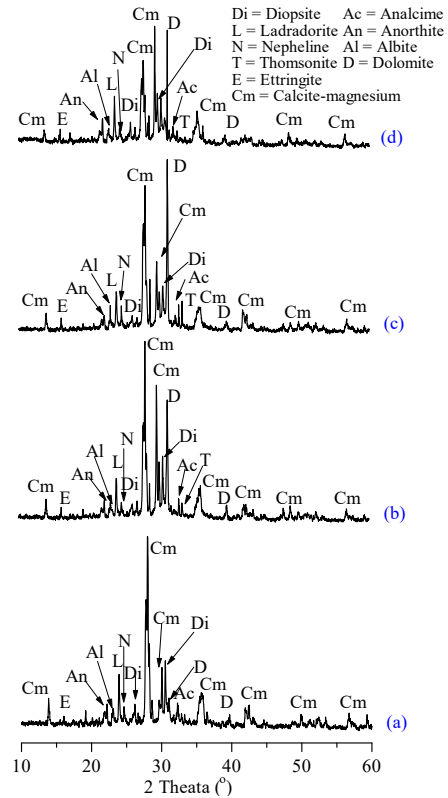 Di = Diopsite Ac = Analcime
L = Ladradorite An = Anorthite
N = Nepheline Al = Albite
T = Thomsonite D = Dolomite
E = Ettringite
Cm = Calcite-magnesium
Cm E An Al L N Di Cm Cm D Di Ac T Cm D Cm Cm
(d)
Cm E An Al L N Di Cm Cm D Di Ac T Cm D Cm Cm Cm
(c)
Cm E An Al L N Di Cm Cm D Di Ac T Cm D Cm Cm Cm
(b)
Cm E An Al L N Di Cm Cm Di D Ac Cm D Cm Cm Cm
(a)
10 20 30 40 50 60
2 Theata (°)